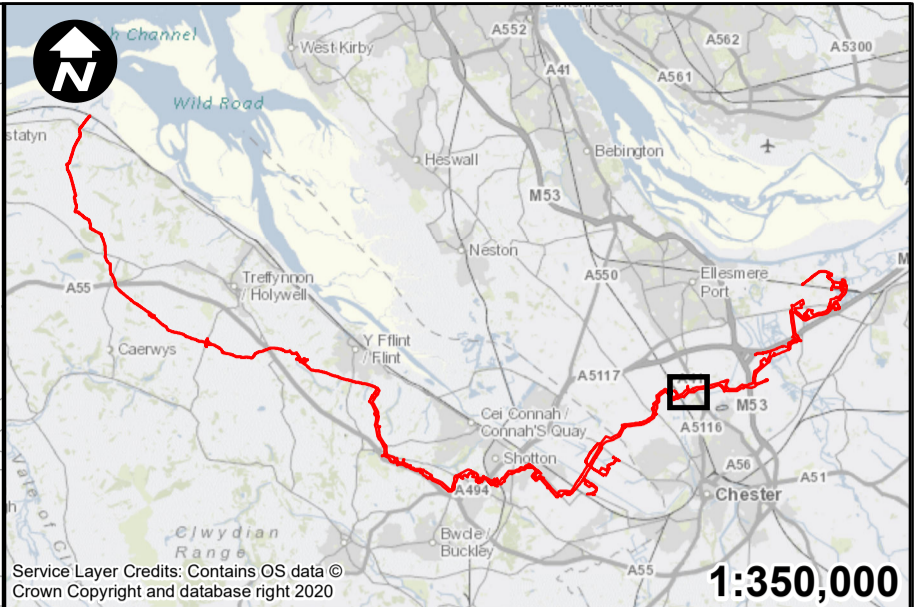 h Channel
A552
A562
A5300
West Kirby
A41
A561
N
Wild Road
statyn
Heswall
Bebington
M53
Neston
A550
Ellesmere
Port
M
A55
Treffynnon
/ Holywell
Caerwys
Y Fflint
/ Flint
A5117
Cei Connah /
Connah'S Quay
M53
A5116
Shotton
A494
A56
A51
Chester
Clwydian
Range
Bwcle /
Buckley
A55
Service Layer Credits: Contains OS data ©
Crown Copyright and database right 2020
1:350,000